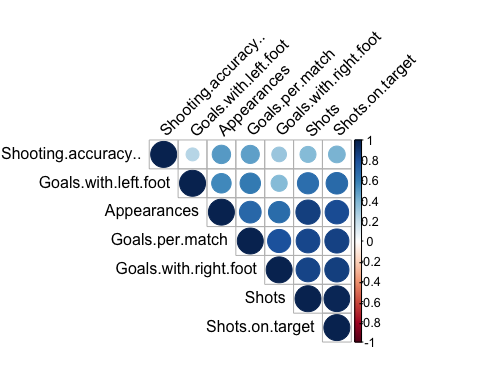 Shooting.accuracy..
Goals.with.left.foot
Appearances
Goals.per.match
Goals.with.right.foot
Shots
Shots.on.target
Shooting.accuracy..
Goals.with.left.foot
Appearances
Goals.per.match
Goals.with.right.foot
Shots
Shots.on.target
1
0.8
0.6
0.4
0.2
0
-0.2
-0.4
-0.6
-0.8
-1